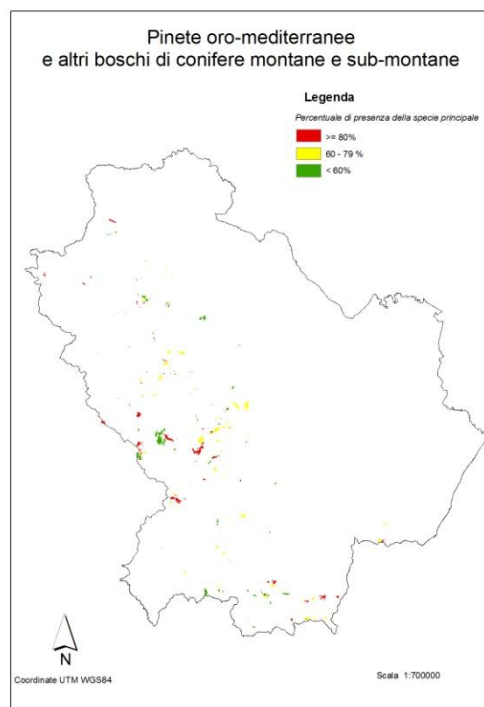 Pinete oro-mediterranee
e altri boschi di conifere montane e sub-montane
Legenda
Percentuale di presenza della specie principale
>= 80%
60 - 79 %
< 60%
N
Coordinate UTM WGS84
Scala 1:700000